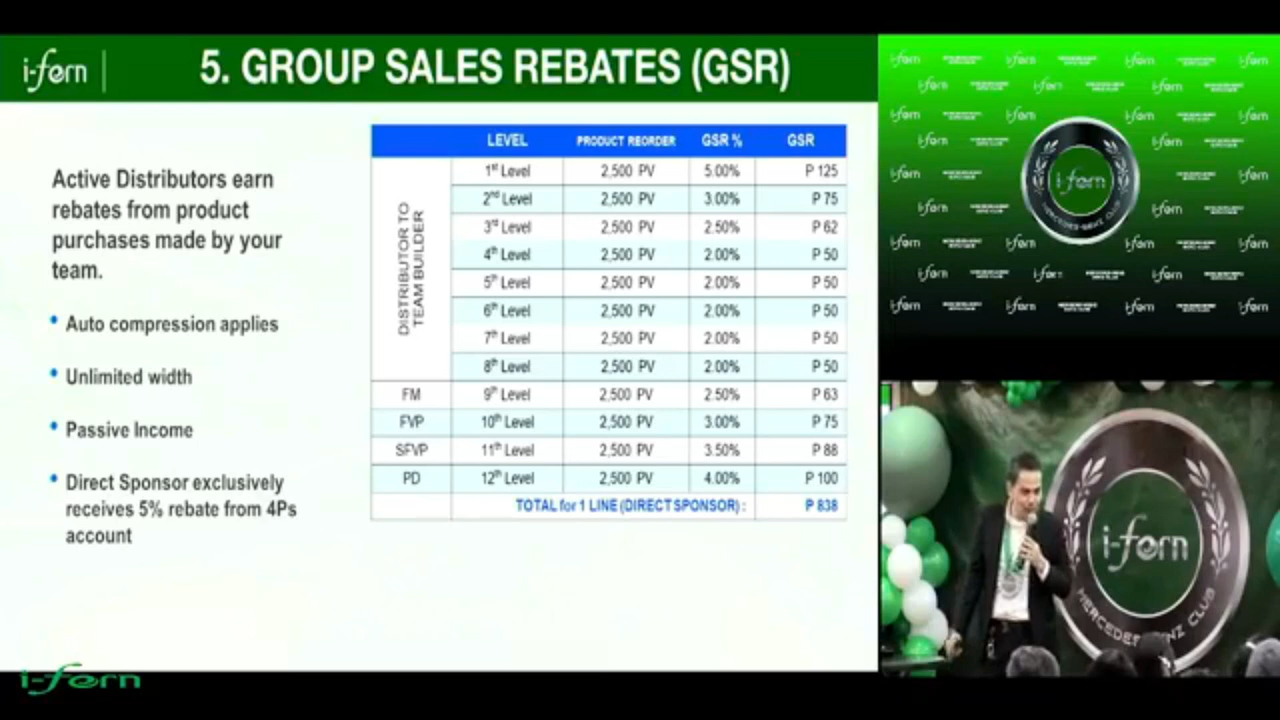 i-fern
5. GROUP SALES REBATES (GSR)
Active Distributors earn
rebates from product
purchases made by your
team.
• Auto compression applies
• Unlimited width
• Passive Income
• Direct Sponsor exclusively
receives 5% rebate from 4Ps
account
LEVEL PRODUCT REORDER GSR % GSR
DISTRIBUTOR TO
TEAM BUILDER
1st Level 2,500 PV 5.00% P 125
2nd Level 2,500 PV 3.00% P 75
3rd Level 2,500 PV 2.50% P 62
4th Level 2,500 PV 2.00% P 50
5th Level 2,500 PV 2.00% P 50
6th Level 2,500 PV 2.00% P 50
7th Level 2,500 PV 2.00% P 50
8th Level 2,500 PV 2.00% P 50
FM 9th Level 2,500 PV 2.50% P 63
FVP 10th Level 2,500 PV 3.00% P 75
SFVP 11th Level 2,500 PV 3.50% P 88
PD 12th Level 2,500 PV 4.00% P 100
TOTAL for 1 LINE (DIRECT SPONSOR) : P 838
i-fern
MERCEDES-BENZ CLUB
i-fern
MERCEDES-BENZ CLUB
i-fern